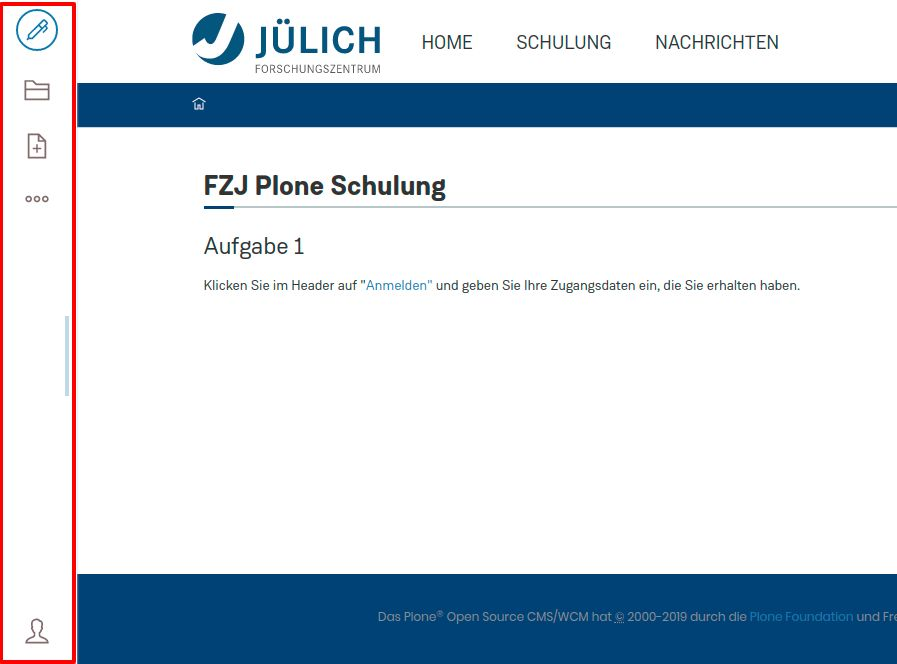 JÜLICH
FORSCHUNGSZENTRUM
HOME SCHULUNG NACHRICHTEN
FZJ Plone Schulung
Aufgabe 1
Klicken Sie im Header auf "Anmelden" und geben Sie Ihre Zugangsdaten ein, die Sie erhalten haben.
Das Plone® Open Source CMS/WCM hat © 2000-2019 durch die Plone Foundation und Fre